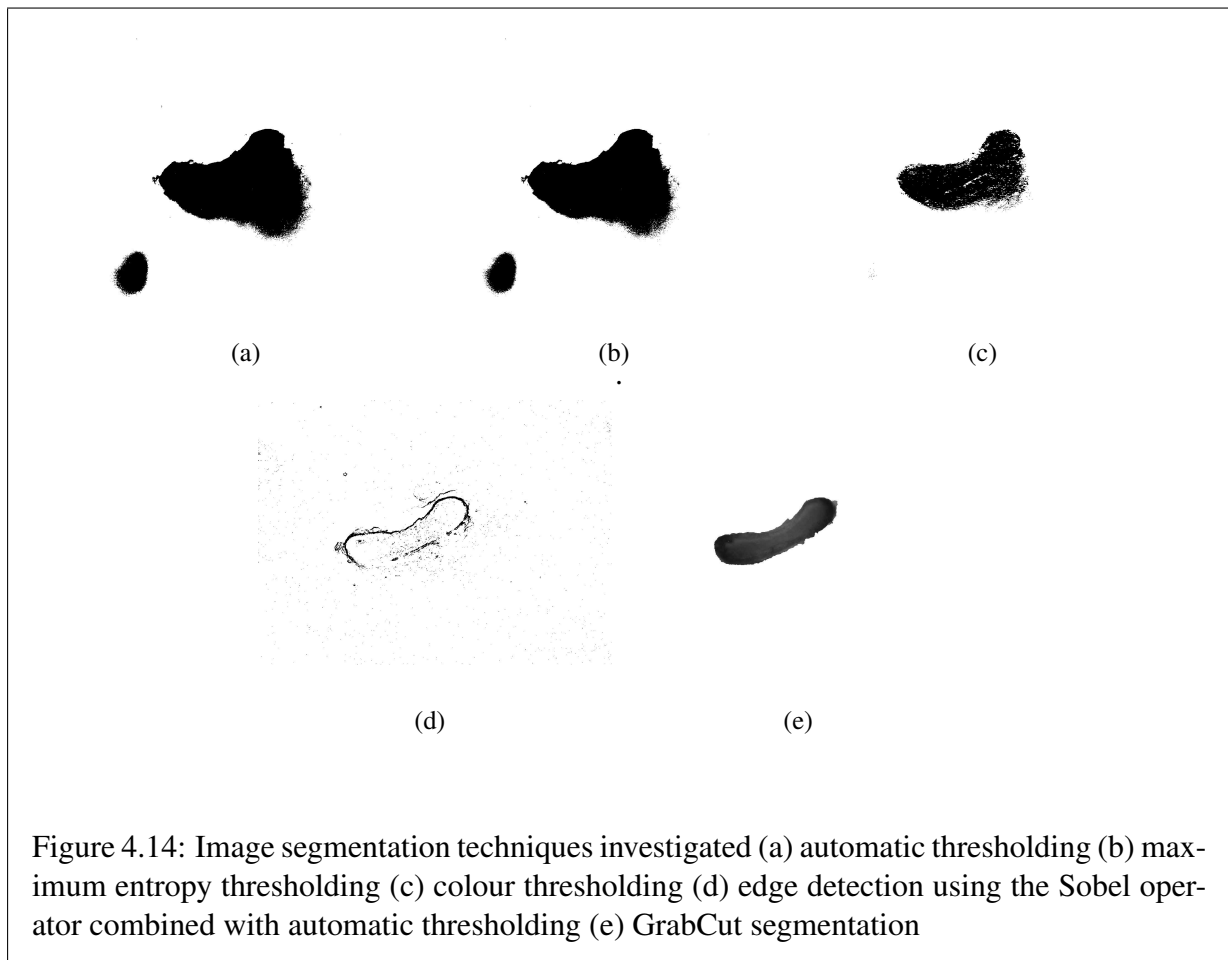 (a)
(b)
(c)
(d)
(e)
Figure 4.14: Image segmentation techniques investigated (a) automatic thresholding (b) max-
imum entropy thresholding (c) colour thresholding (d) edge detection using the Sobel oper-
ator combined with automatic thresholding (e) GrabCut segmentation